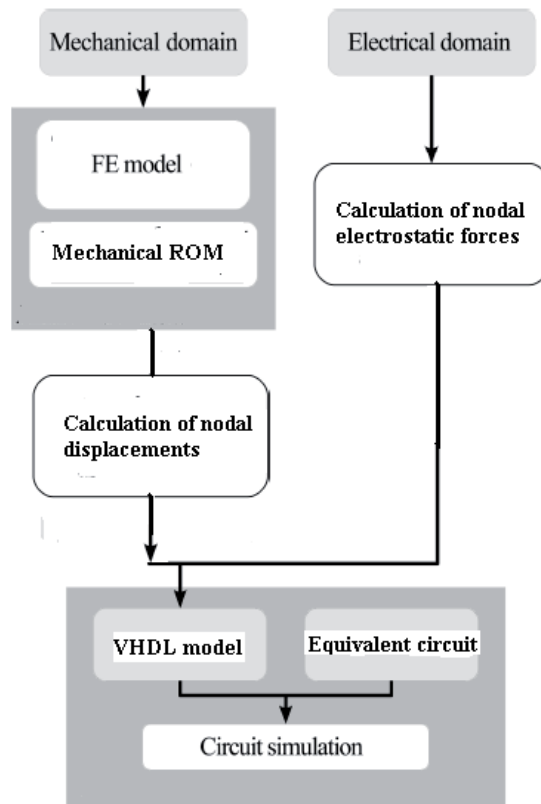 Mechanical domain
Electrical domain
FE model
Mechanical ROM
Calculation of nodal
electrostatic forces
Calculation of nodal
displacements
VHDL model
Equivalent circuit
Circuit simulation